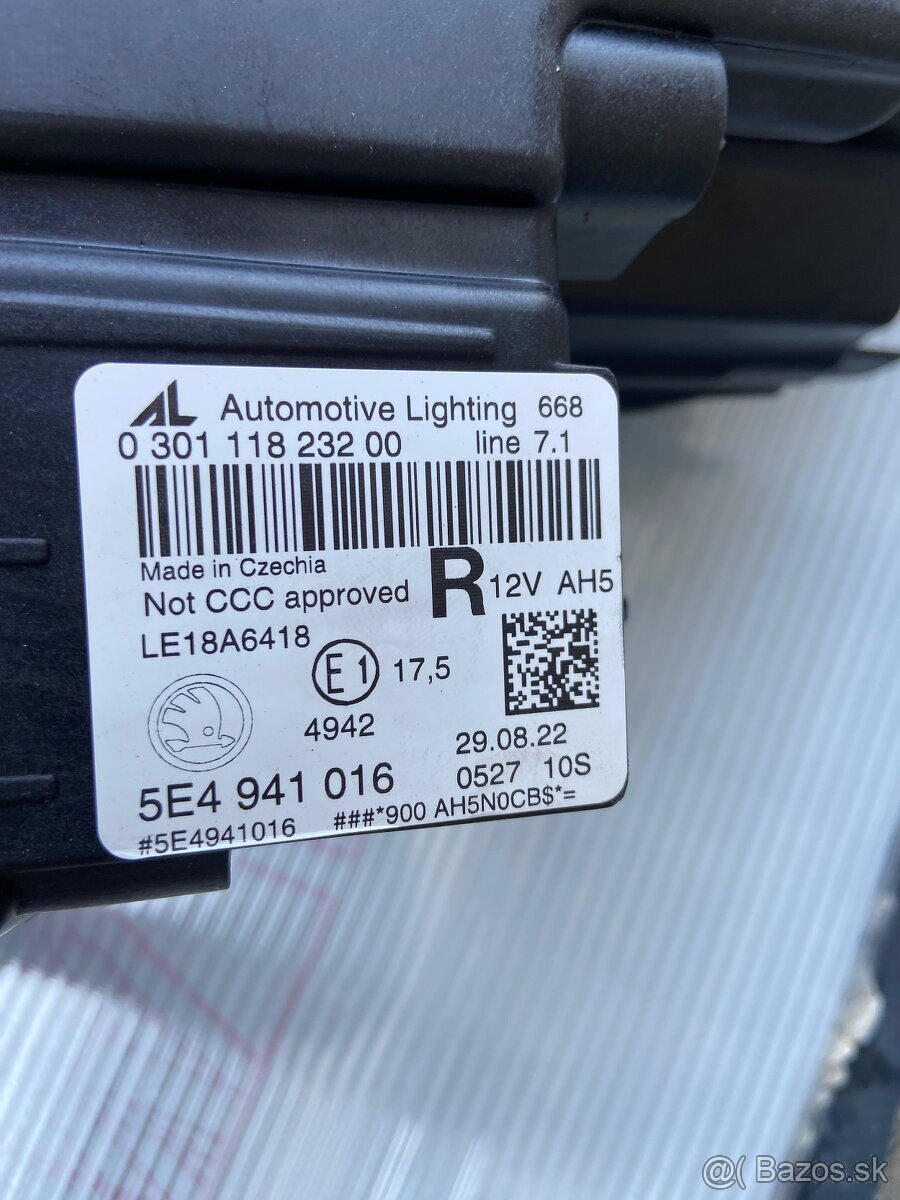 AL Automotive Lighting 668
0 301 118 232 00 line 7.1
Made in Czechia
Not CCC approved R 12V AH5
LE18A6418
E1 17,5
4942
29.08.22
5E4 941 016 0527 10S
#5E4941016 ###*900 AH5N0CB$*=
@( Bazos.sk